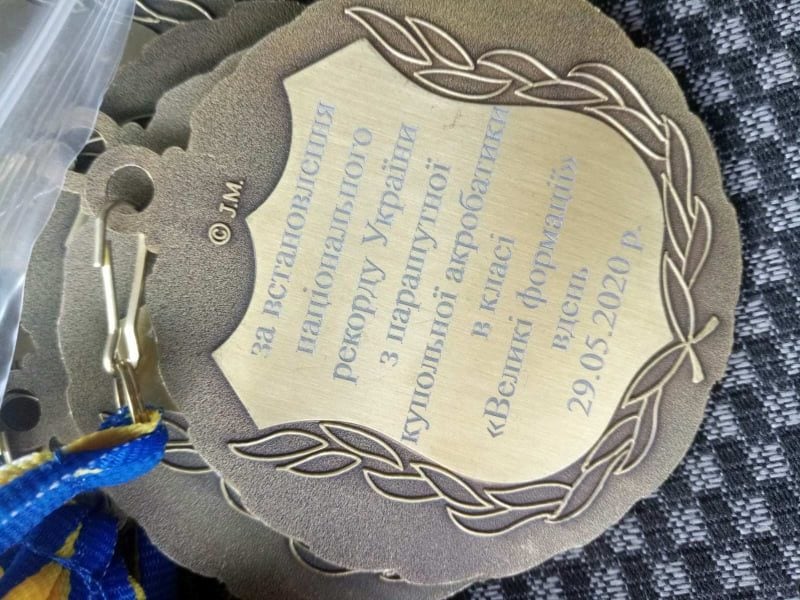 © J.M.
за встановлення
національного
рекорду України
з парашутної
купольної акробатики
в класі
«Великі формації»
вдень
29.05.2020 р.